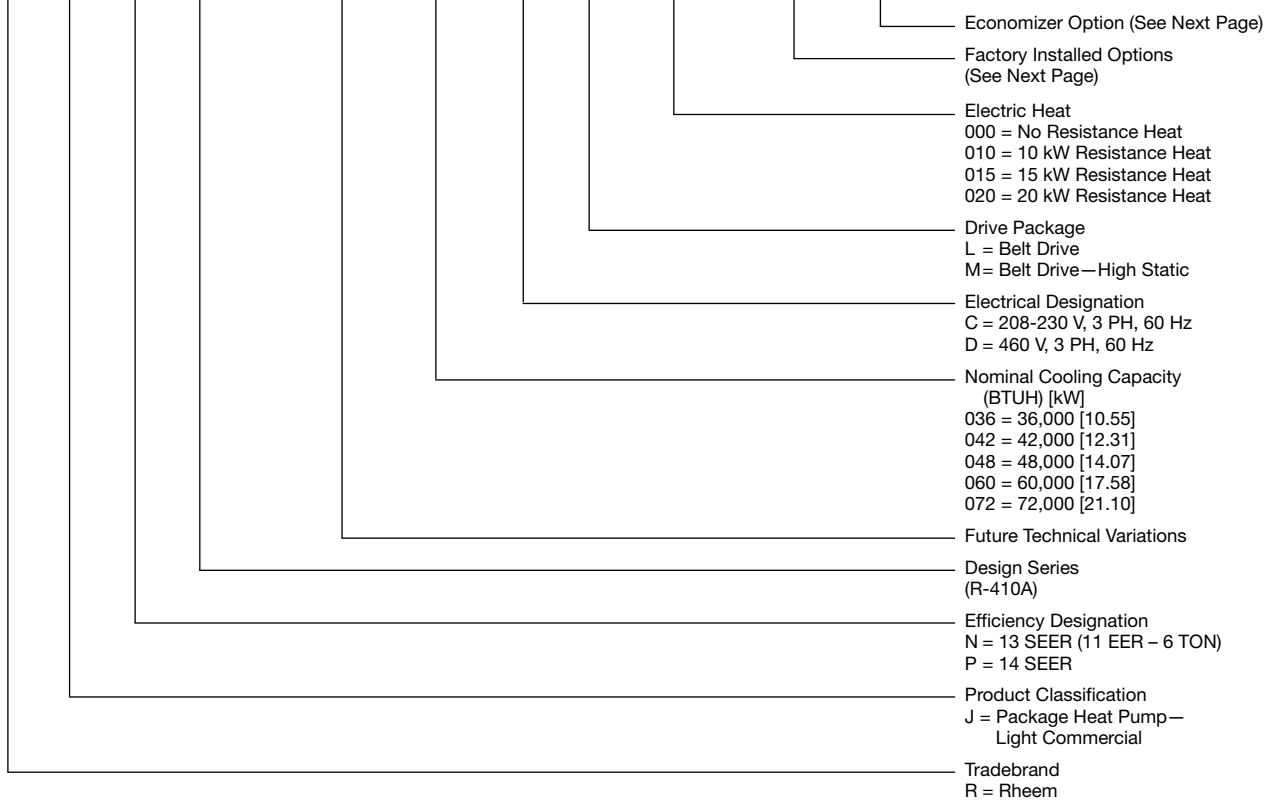 Economizer Option (See Next Page)
Factory Installed Options
(See Next Page)
Electric Heat
000 = No Resistance Heat
010 = 10 kW Resistance Heat
015 = 15 kW Resistance Heat
020 = 20 kW Resistance Heat
Drive Package
L = Belt Drive
M= Belt Drive—High Static
Electrical Designation
C = 208-230 V, 3 PH, 60 Hz
D = 460 V, 3 PH, 60 Hz
Nominal Cooling Capacity
(BTUH) [kW]
036 = 36,000 [10.55]
042 = 42,000 [12.31]
048 = 48,000 [14.07]
060 = 60,000 [17.58]
072 = 72,000 [21.10]
Future Technical Variations
Design Series
(R-410A)
Efficiency Designation
N = 13 SEER (11 EER – 6 TON)
P = 14 SEER
Product Classification
J = Package Heat Pump—
Light Commercial
Tradebrand
R = Rheem